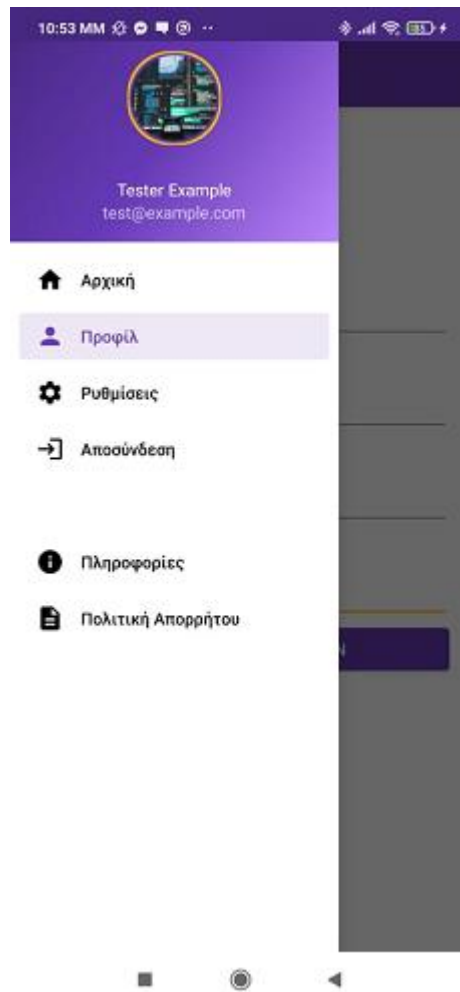 10:53 ΜΜ
Tester Example
test@example.com
Αρχική
Προφίλ
Ρυθμίσεις
Αποσύνδεση
Πληροφορίες
Πολιτική Απορρήτου